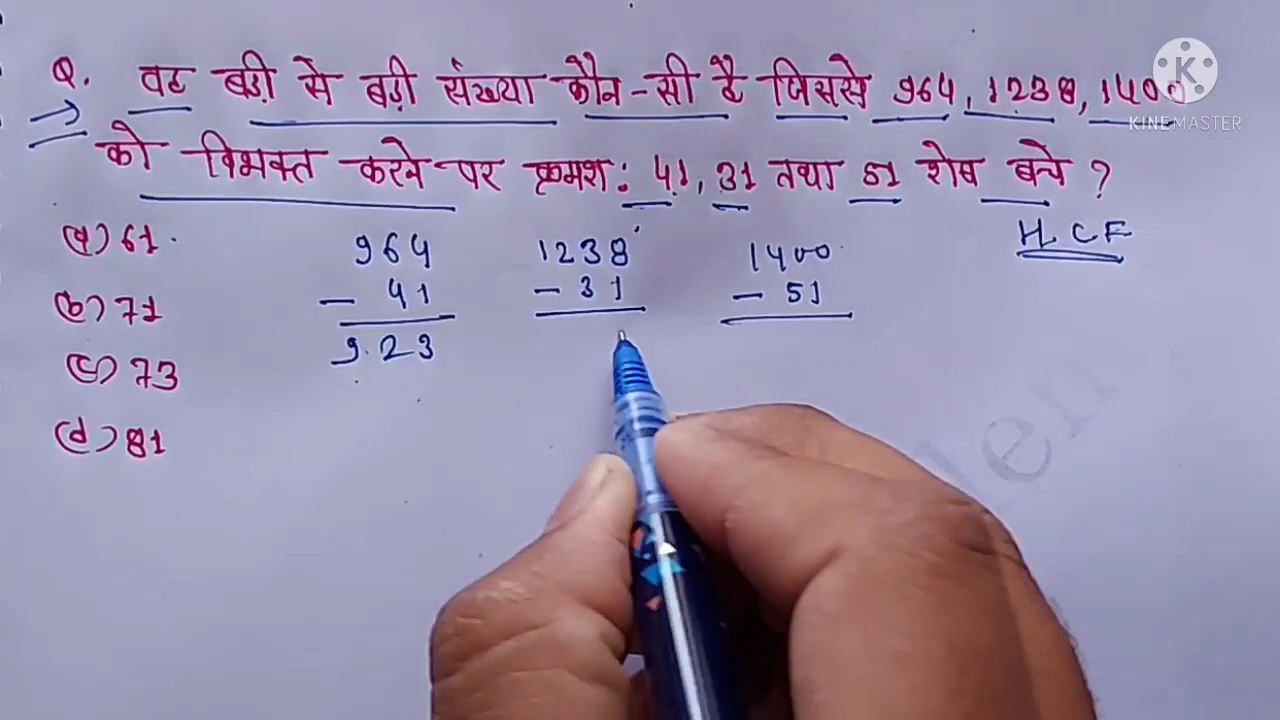 Q. वह बड़ी से बड़ी संख्या कौन-सी है जिससे 964, 1238, 1400
को विभक्त करने पर क्रमश: 41, 31 तथा 51 शेष बचे ?
H.C.F
(a) 61
(b) 71
(c) 73
(d) 81
964 1238 1400
- 41 - 31 - 51
923
KINEMASTER